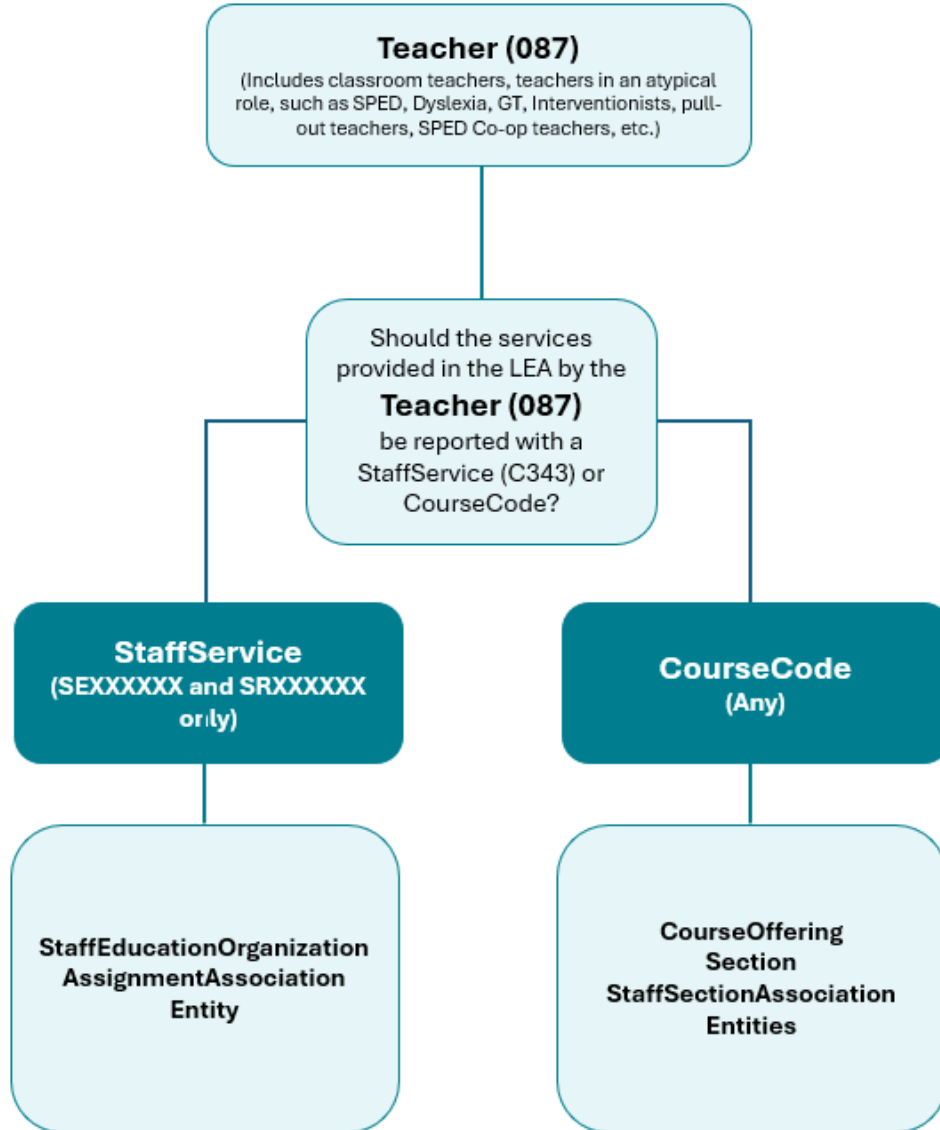 Teacher (087)
(Includes classroom teachers, teachers in an atypical
role, such as SPED, Dyslexia, GT, Interventionists, pull-
out teachers, SPED Co-op teachers, etc.)
Should the services
provided in the LEA by the
Teacher (087)
be reported with a
StaffService (C343) or
CourseCode?
StaffService
(SEXXXXXX and SRXXXXXX
only)
CourseCode
(Any)
StaffEducationOrganization
AssignmentAssociation
Entity
CourseOffering
Section
StaffSectionAssociation
Entities